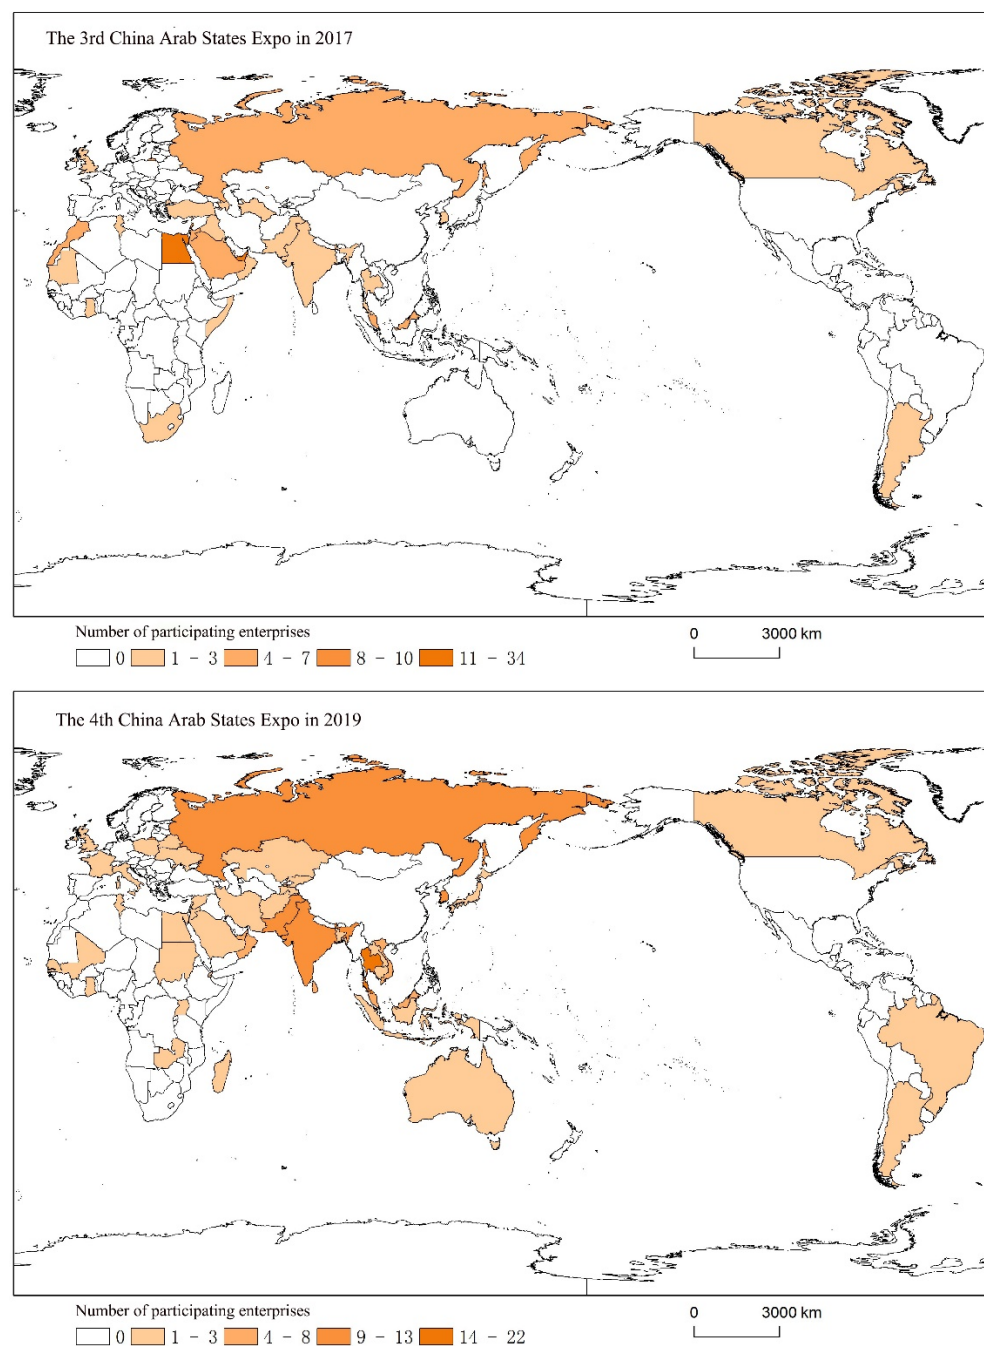 The 3rd China Arab States Expo in 2017
Number of participating enterprises
0 1 - 3 4 - 7 8 - 10 11 - 34
0 3000 km
The 4th China Arab States Expo in 2019
Number of participating enterprises
0 1 - 3 4 - 8 9 - 13 14 - 22
0 3000 km